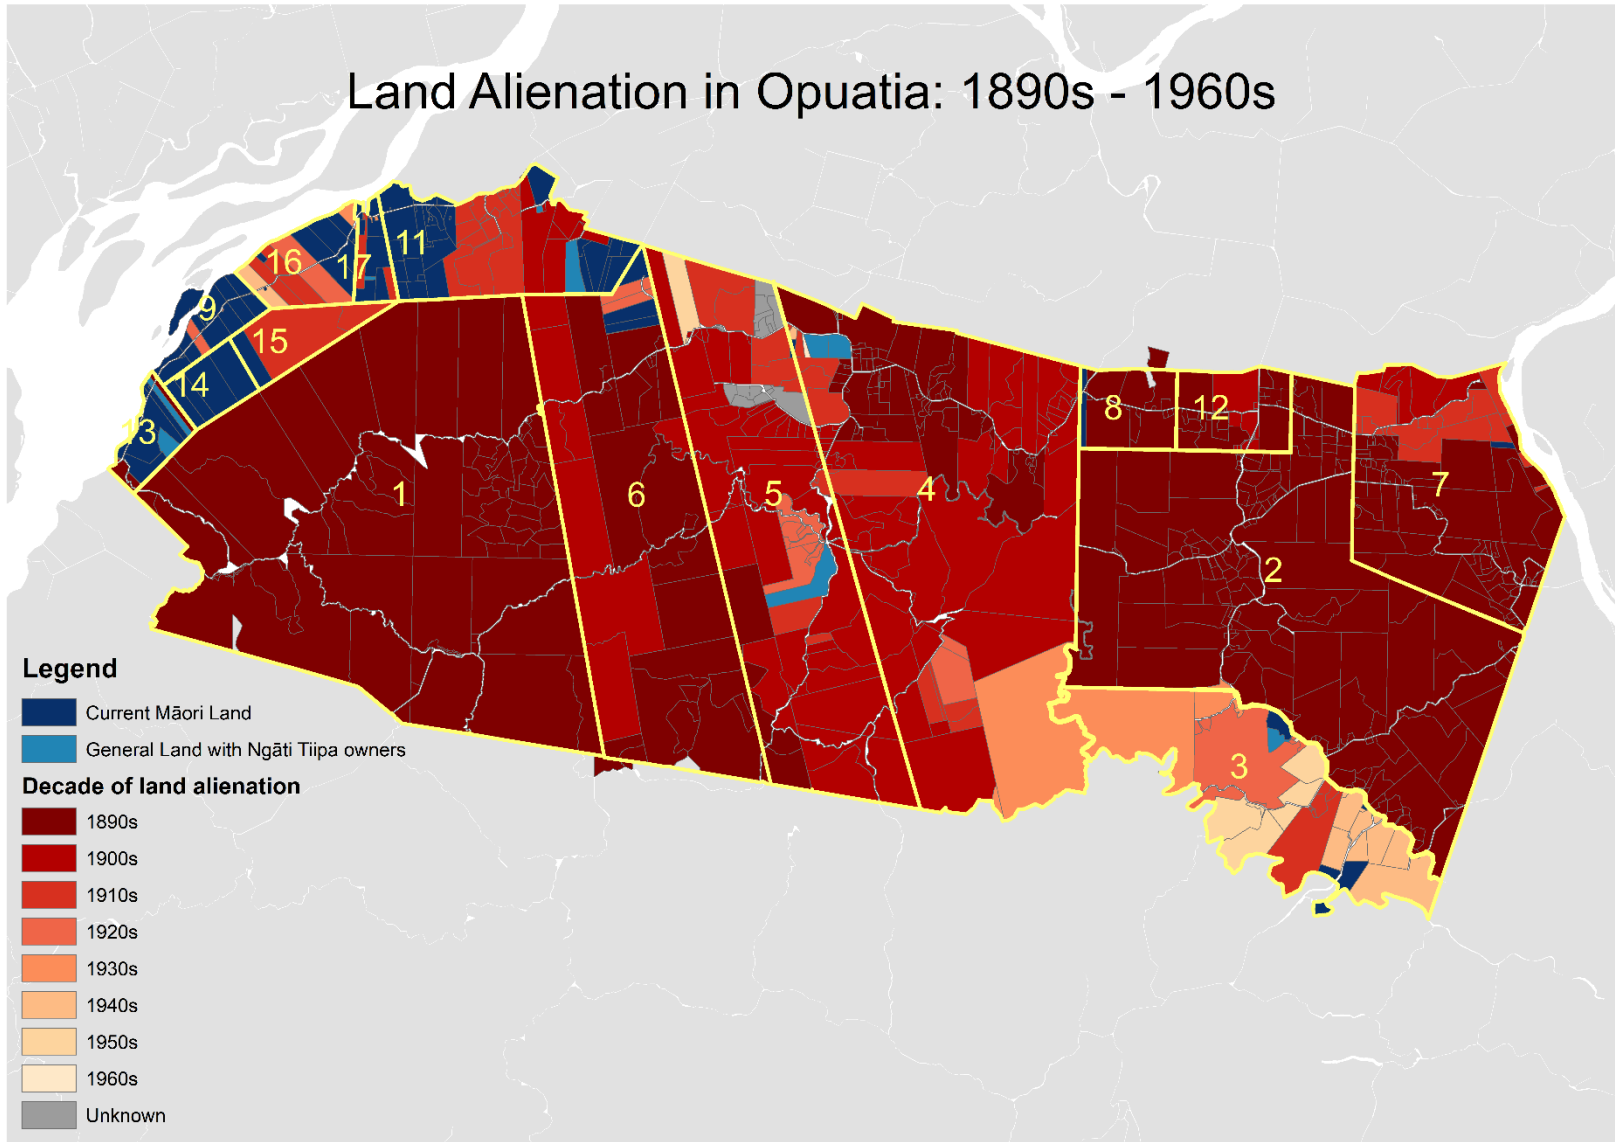 Land Alienation in Opuatia: 1890s - 1960s
11
16
17
9
15
14
13
8
12
1
6
5
4
7
2
3
Legend
Current Māori Land
General Land with Ngāti Tiipa owners
Decade of land alienation
1890s
1900s
1910s
1920s
1930s
1940s
1950s
1960s
Unknown